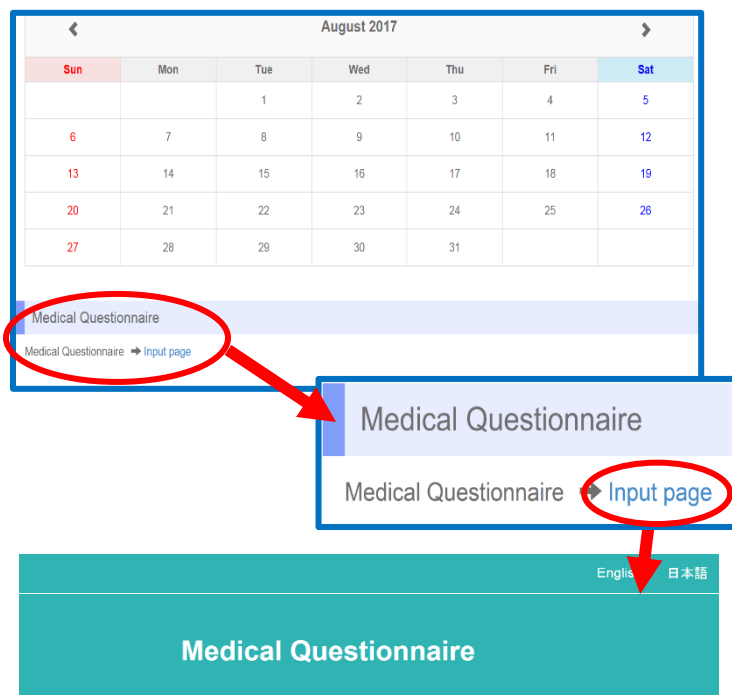 August 2017
Sun Mon Tue Wed Thu Fri Sat
1 2 3 4 5
6 7 8 9 10 11 12
13 14 15 16 17 18 19
20 21 22 23 24 25 26
27 28 29 30 31
Medical Questionnaire
Medical Questionnaire ➡ Input page
Medical Questionnaire
Medical Questionnaire ➡ Input page
日本語
Medical Questionnaire